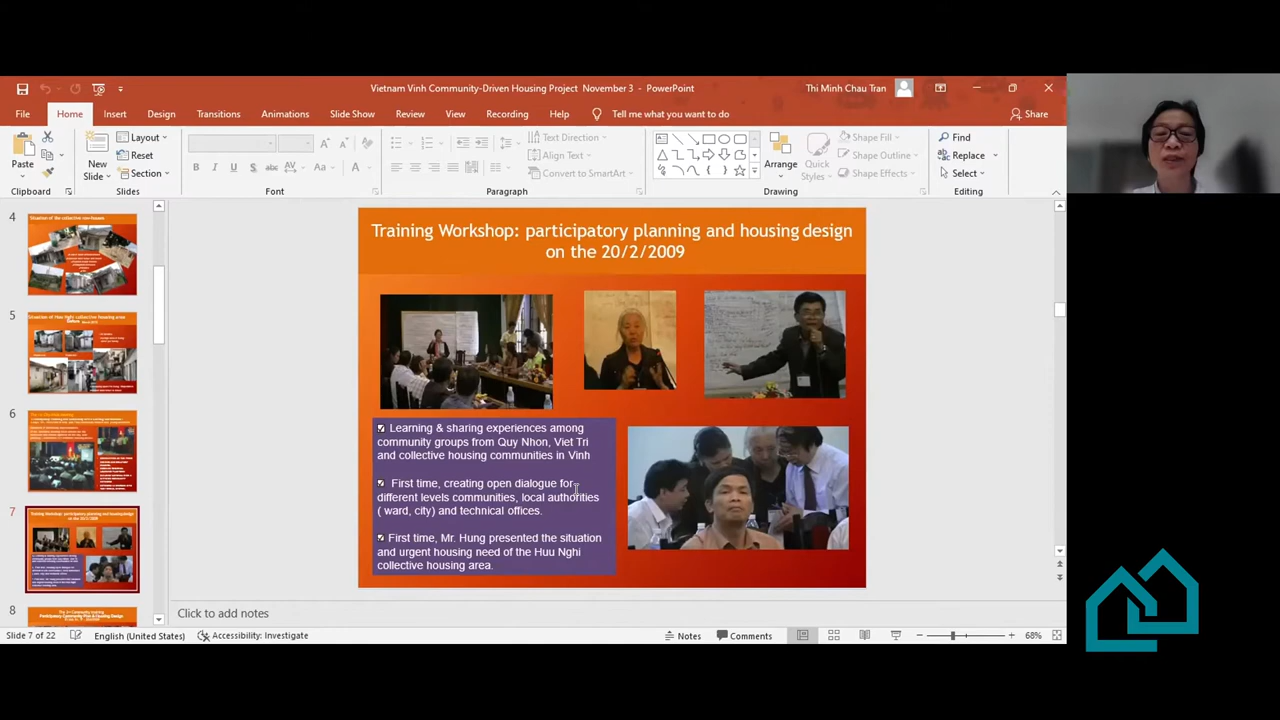 Vietnam Vinh Community-Driven Housing Project November 3 - PowerPoint
Thi Minh Chau Tran
File
Home
Insert
Design
Transitions
Animations
Slide Show
Review
View
Recording
Help
Tell me what you want to do
Share
Paste
Clipboard
New
Slide
Layout
Reset
Section
Slides
Font
Text Direction
Align Text
Convert to SmartArt
Paragraph
Arrange
Quick
Styles
Shape Fill
Shape Outline
Shape Effects
Drawing
Find
Replace
Select
Editing
4
5
6
7
8
Training Workshop: participatory planning and housing design
on the 20/2/2009
Learning & sharing experiences among
community groups from Quy Nhon, Viet Tri
and collective housing communities in Vinh
First time, creating open dialogue for
different levels communities, local authorities
( ward, city) and technical offices.
First time, Mr. Hung presented the situation
and urgent housing need of the Huu Nghi
collective housing area.
Click to add notes
Slide 7 of 22
English (United States)
Accessibility: Investigate
Notes
Comments
68%